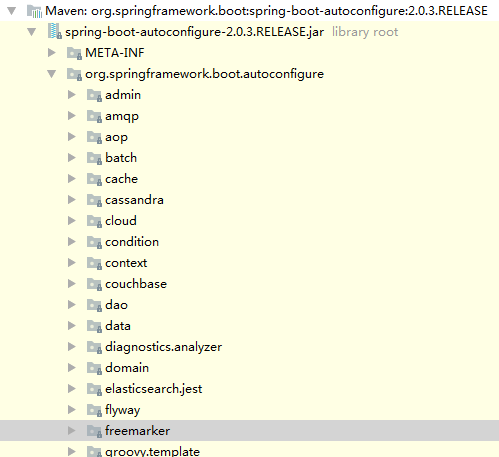 Maven: org.springframework.boot:spring-boot-autoconfigure:2.0.3.RELEASE
spring-boot-autoconfigure-2.0.3.RELEASE.jar library root
META-INF
org.springframework.boot.autoconfigure
admin
amqp
aop
batch
cache
cassandra
cloud
condition
context
couchbase
dao
data
diagnostics.analyzer
domain
elasticsearch.jest
flyway
freemarker
groovy.template